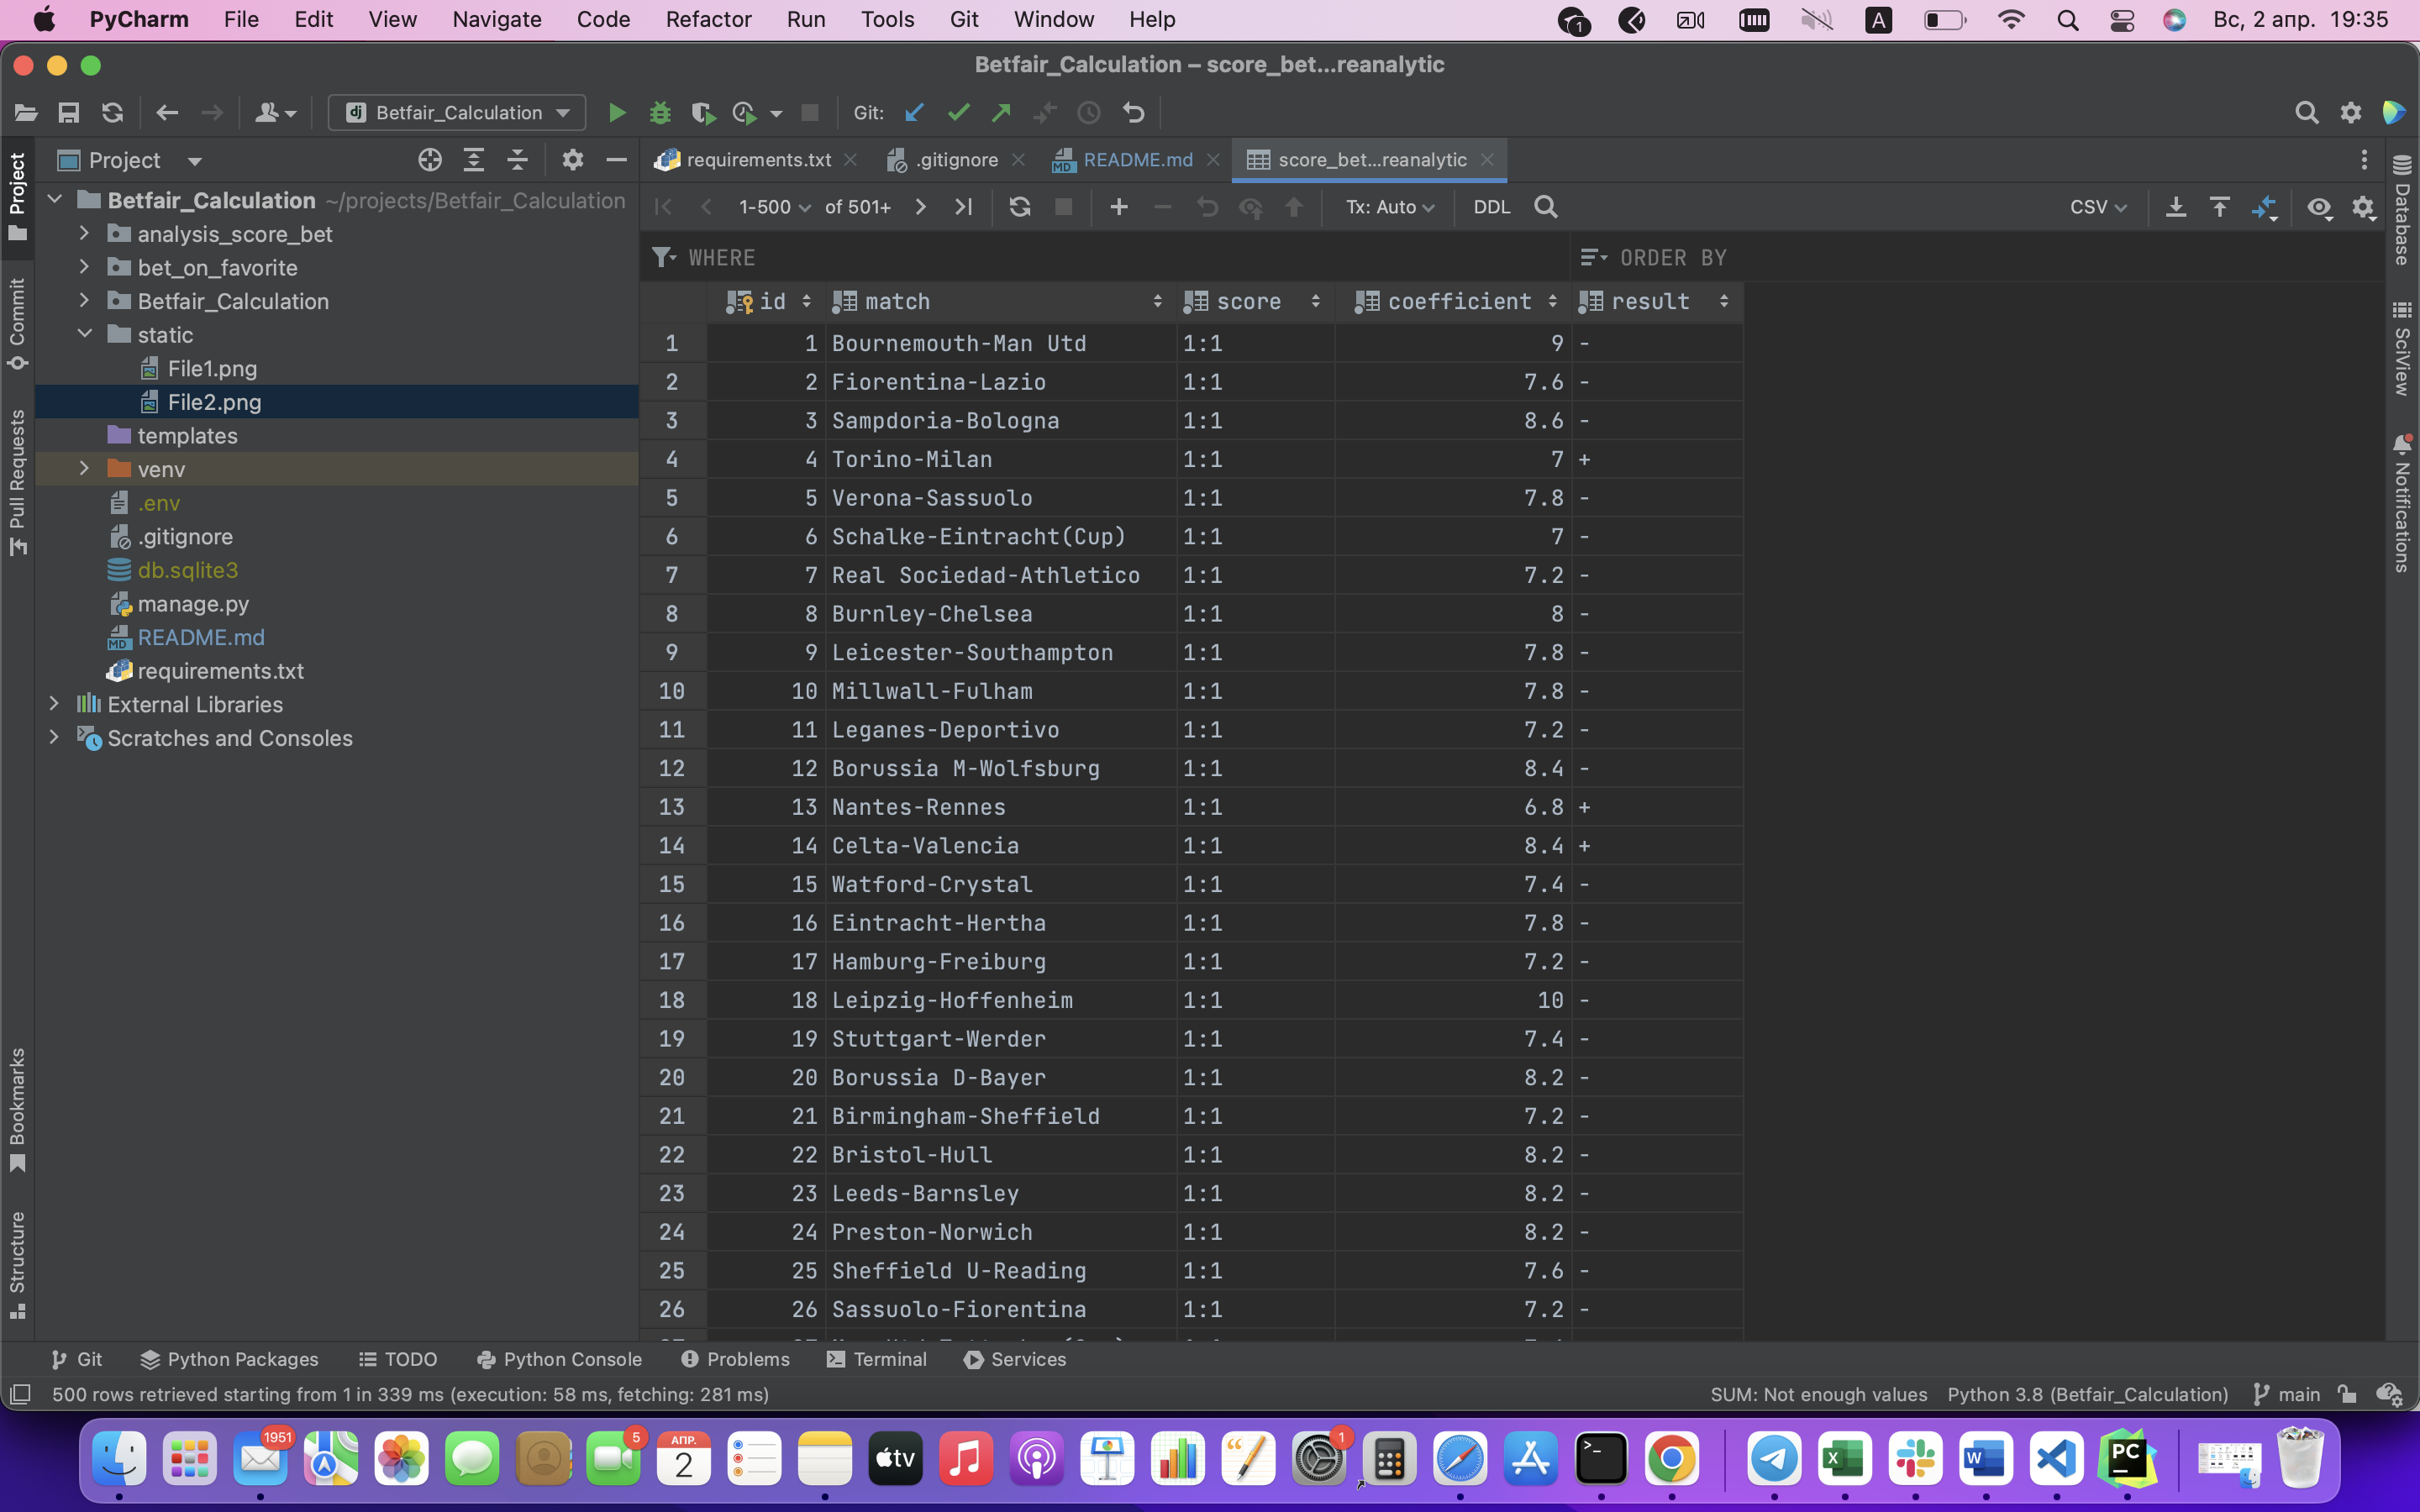 PyCharm File Edit View Navigate Code Refactor Run Tools Git Window Help 1 A Вс, 2 апр. 19:35
Betfair_Calculation – score_bet...reanalytic
dj Betfair_Calculation Git:
Project
requirements.txt .gitignore MD README.md score_bet...reanalytic
Betfair_Calculation ~/projects/Betfair_Calculation
analysis_score_bet
bet_on_favorite
Betfair_Calculation
static
File1.png
File2.png
templates
venv
.env
.gitignore
db.sqlite3
manage.py
MD README.md
requirements.txt
External Libraries
Scratches and Consoles
Project
Commit
Pull Requests
Bookmarks
Structure
1-500 of 501+ Tx: Auto DDL CSV
WHERE ORDER BY
id match score coefficient result
1 1 Bournemouth-Man Utd 1:1 9 -
2 2 Fiorentina-Lazio 1:1 7.6 -
3 3 Sampdoria-Bologna 1:1 8.6 -
4 4 Torino-Milan 1:1 7 +
5 5 Verona-Sassuolo 1:1 7.8 -
6 6 Schalke-Eintracht(Cup) 1:1 7 -
7 7 Real Sociedad-Athletico 1:1 7.2 -
8 8 Burnley-Chelsea 1:1 8 -
9 9 Leicester-Southampton 1:1 7.8 -
10 10 Millwall-Fulham 1:1 7.8 -
11 11 Leganes-Deportivo 1:1 7.2 -
12 12 Borussia M-Wolfsburg 1:1 8.4 -
13 13 Nantes-Rennes 1:1 6.8 +
14 14 Celta-Valencia 1:1 8.4 +
15 15 Watford-Crystal 1:1 7.4 -
16 16 Eintracht-Hertha 1:1 7.8 -
17 17 Hamburg-Freiburg 1:1 7.2 -
18 18 Leipzig-Hoffenheim 1:1 10 -
19 19 Stuttgart-Werder 1:1 7.4 -
20 20 Borussia D-Bayer 1:1 8.2 -
21 21 Birmingham-Sheffield 1:1 7.2 -
22 22 Bristol-Hull 1:1 8.2 -
23 23 Leeds-Barnsley 1:1 8.2 -
24 24 Preston-Norwich 1:1 8.2 -
25 25 Sheffield U-Reading 1:1 7.6 -
26 26 Sassuolo-Fiorentina 1:1 7.2 -
Database
SciView
Notifications
Git Python Packages TODO Python Console Problems Terminal Services
500 rows retrieved starting from 1 in 339 ms (execution: 58 ms, fetching: 281 ms) SUM: Not enough values Python 3.8 (Betfair_Calculation) main
1951 5 АПР. 2 tv 1 >_ X W PC